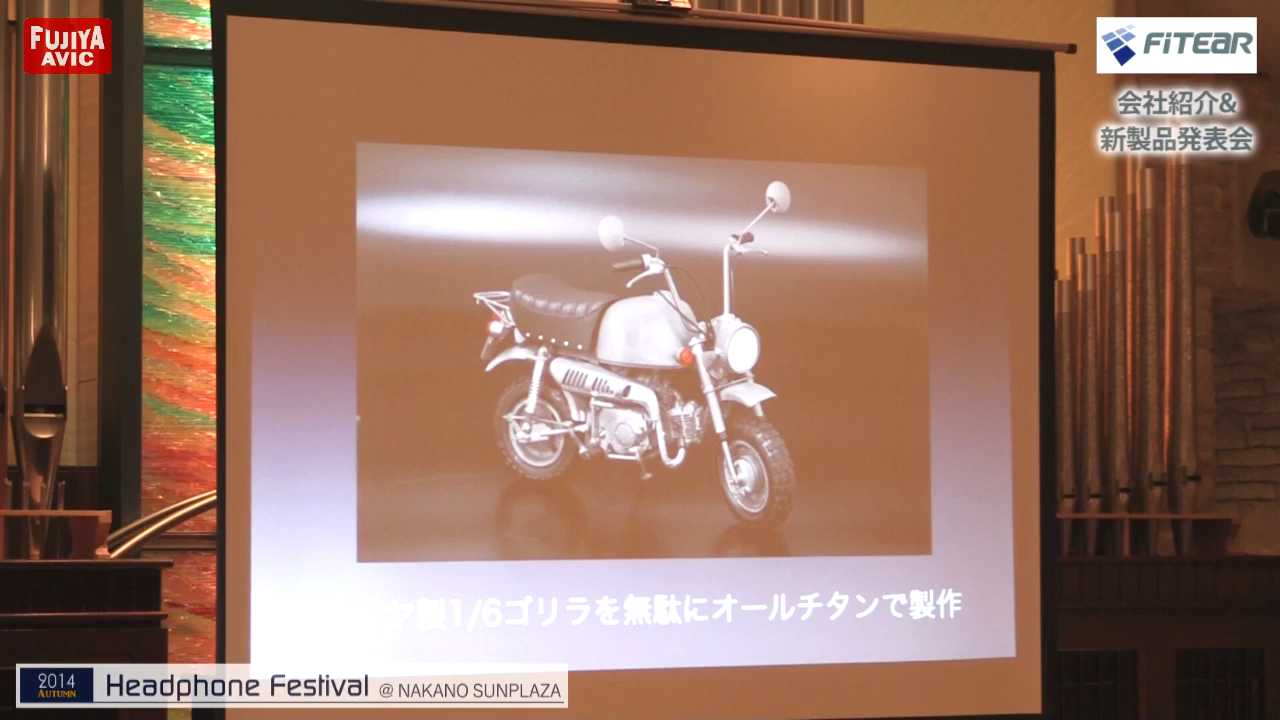 FUJIYA
AVIC
FiTEAR
会社紹介&
新製品発表会
ヤ製1/6ゴリラを無駄にオールチタンで製作
2014
AUTUMN
Headphone Festival @ NAKANO SUNPLAZA